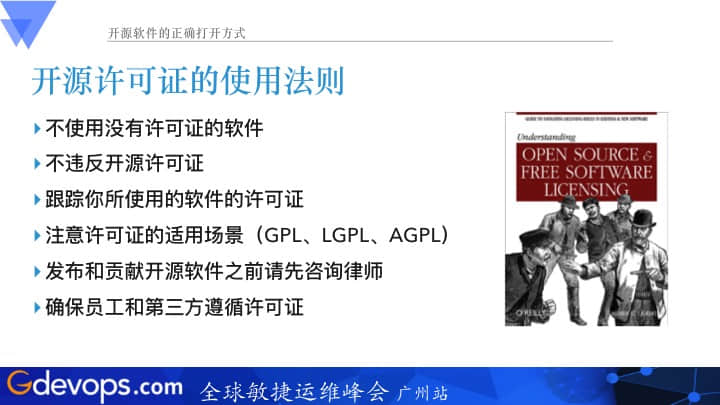 开源软件的正确打开方式
开源许可证的使用法则
不使用没有许可证的软件
不违反开源许可证
跟踪你所使用的软件的许可证
注意许可证的适用场景（GPL、LGPL、AGPL）
发布和贡献开源软件之前请先咨询律师
确保员工和第三方遵循许可证
Understanding
OPEN SOURCE &
FREE SOFTWARE
LICENSING
O'REILLY
Gdevops.com
全球敏捷运维峰会 广州站